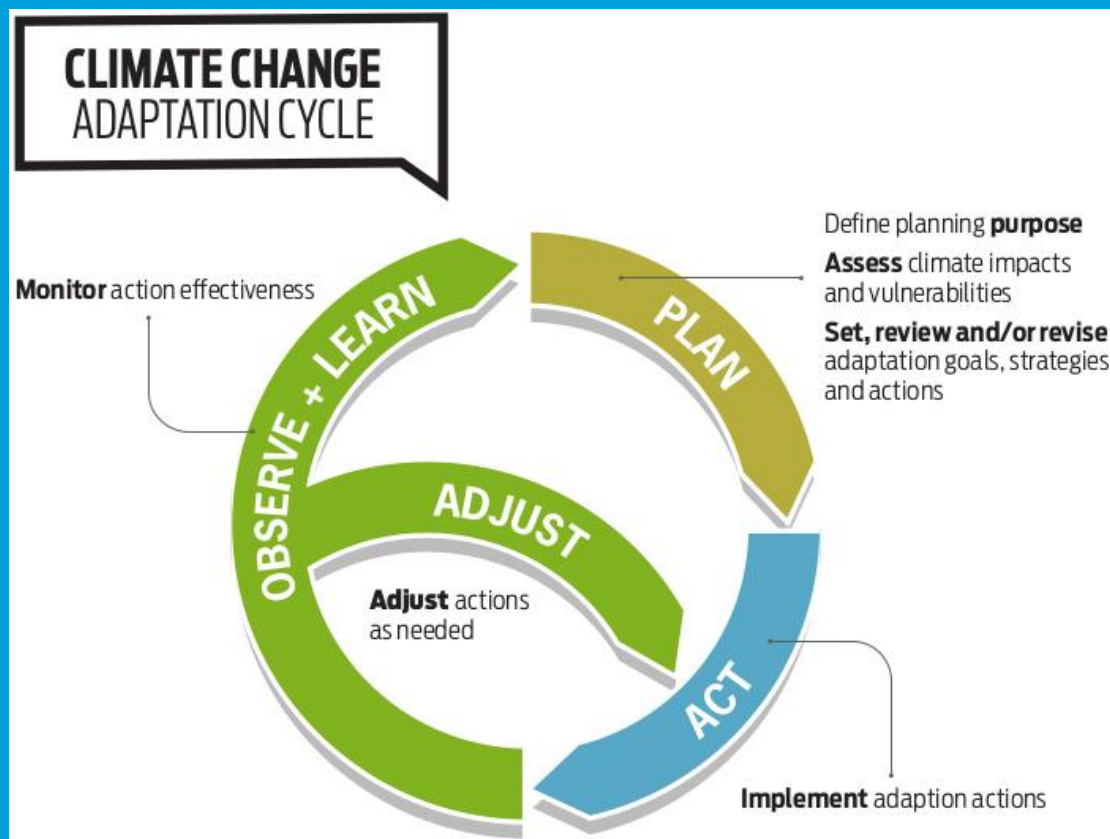 CLIMATE CHANGE
ADAPTATION CYCLE
Define planning purpose
Assess climate impacts
and vulnerabilities
Set, review and/or revise
adaptation goals, strategies
and actions
Monitor action effectiveness
PLAN
OBSERVE + LEARN
ADJUST
Adjust actions
as needed
ACT
Implement adaption actions